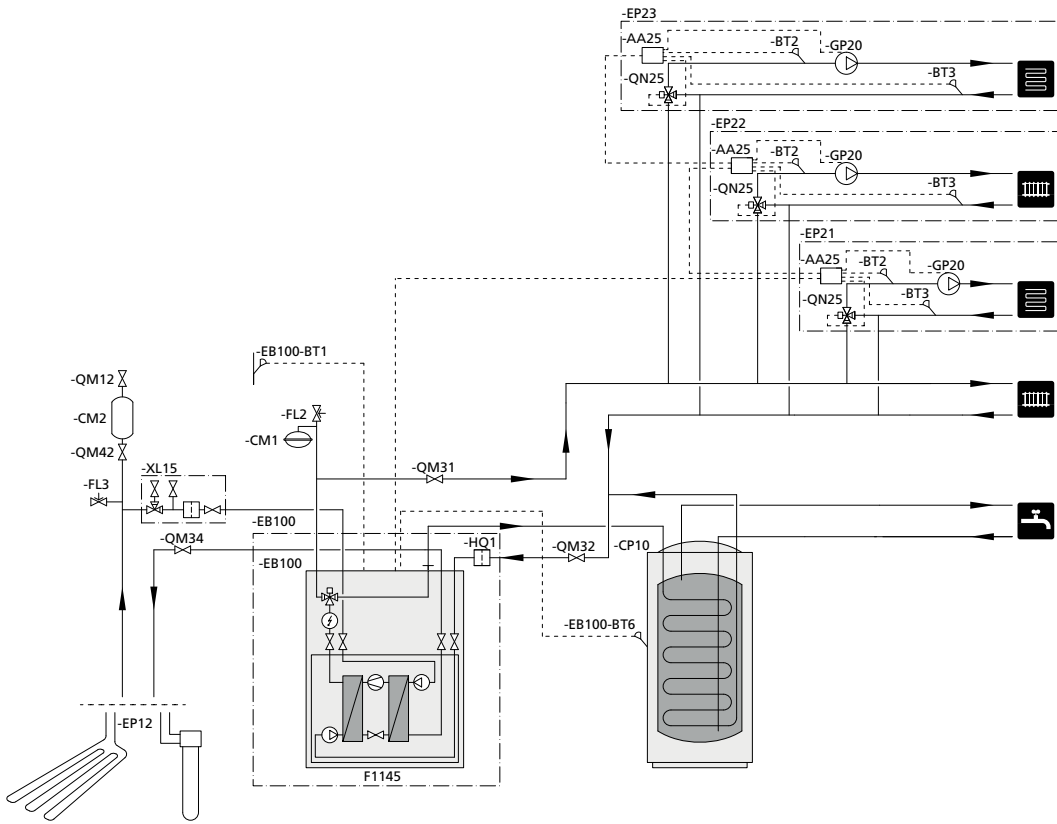 -EP23
-AA25
-BT2
-GP20
-QN25
-BT3
-EP22
-AA25
-BT2
-GP20
-QN25
-BT3
-EP21
-AA25
-BT2
-GP20
-QN25
-BT3
-EB100-BT1
-QM12
-CM2
-QM42
-FL2
-CM1
-XL15
-FL3
-QM31
-EB100
-QM34
-EB100
-HQ1
-QM32
-CP10
-EB100-BT6
-EP12
F1145